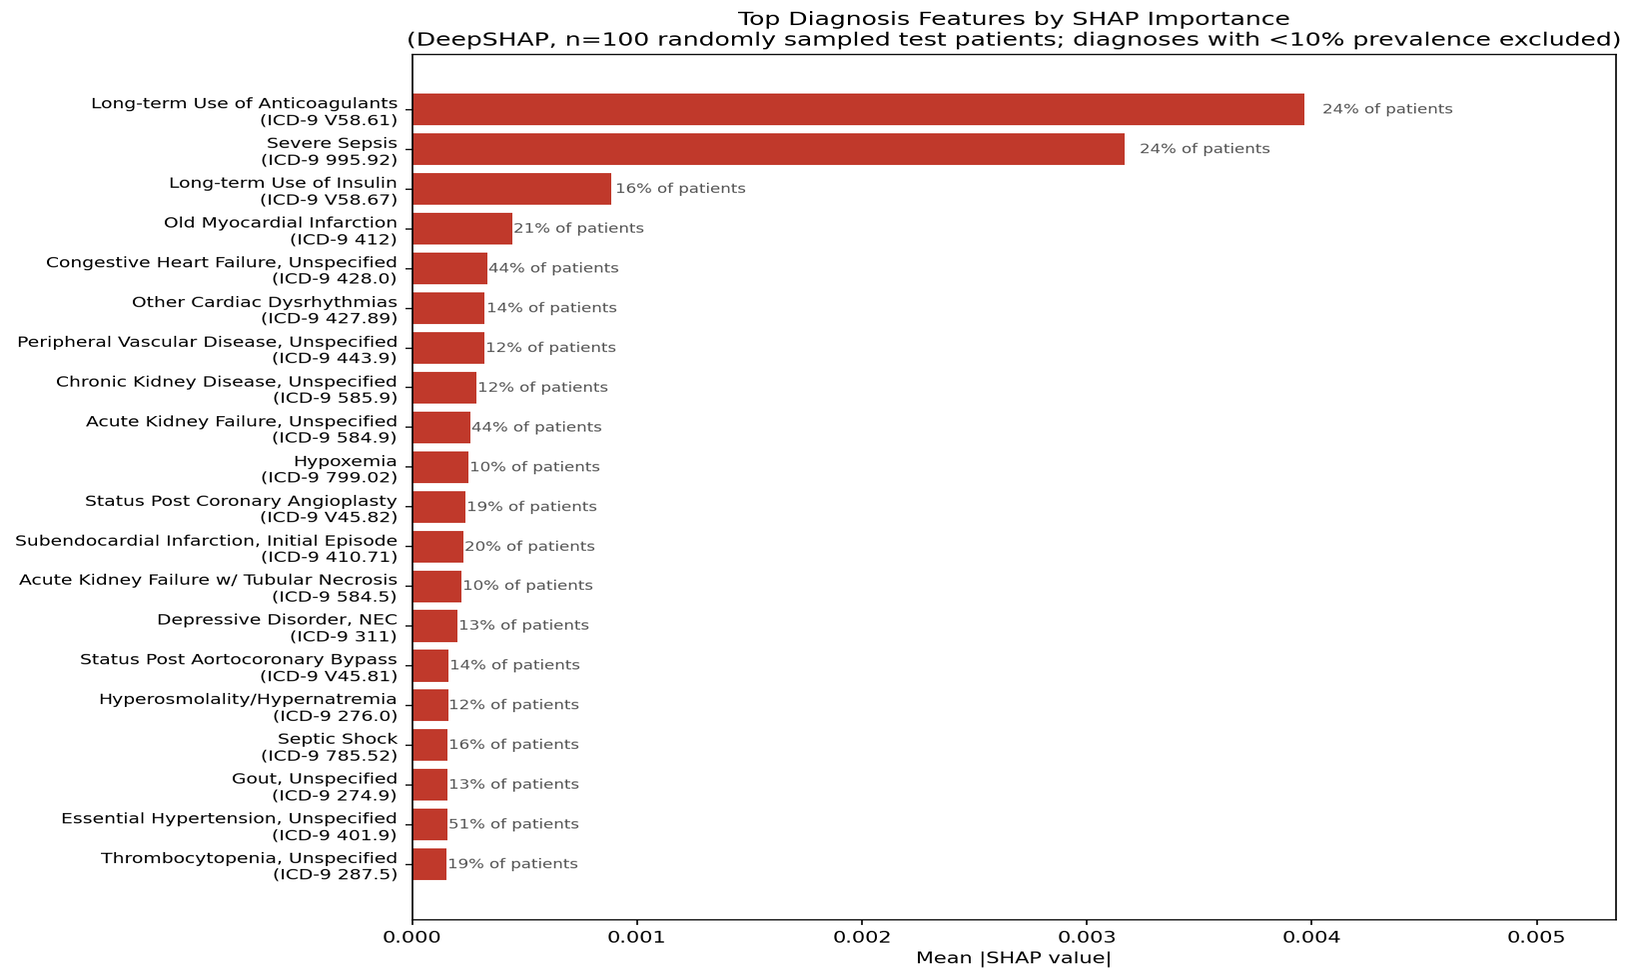 Top Diagnosis Features by SHAP Importance
(DeepSHAP, n=100 randomly sampled test patients; diagnoses with <10% prevalence excluded)
Long-term Use of Anticoagulants
(ICD-9 V58.61)
24% of patients
Severe Sepsis
(ICD-9 995.92)
24% of patients
Long-term Use of Insulin
(ICD-9 V58.67)
16% of patients
Old Myocardial Infarction
(ICD-9 412)
21% of patients
Congestive Heart Failure, Unspecified
(ICD-9 428.0)
44% of patients
Other Cardiac Dysrhythmias
(ICD-9 427.89)
14% of patients
Peripheral Vascular Disease, Unspecified
(ICD-9 443.9)
12% of patients
Chronic Kidney Disease, Unspecified
(ICD-9 585.9)
12% of patients
Acute Kidney Failure, Unspecified
(ICD-9 584.9)
44% of patients
Hypoxemia
(ICD-9 799.02)
10% of patients
Status Post Coronary Angioplasty
(ICD-9 V45.82)
19% of patients
Subendocardial Infarction, Initial Episode
(ICD-9 410.71)
20% of patients
Acute Kidney Failure w/ Tubular Necrosis
(ICD-9 584.5)
10% of patients
Depressive Disorder, NEC
(ICD-9 311)
13% of patients
Status Post Aortocoronary Bypass
(ICD-9 V45.81)
14% of patients
Hyperosmolality/Hypernatremia
(ICD-9 276.0)
12% of patients
Septic Shock
(ICD-9 785.52)
16% of patients
Gout, Unspecified
(ICD-9 274.9)
13% of patients
Essential Hypertension, Unspecified
(ICD-9 401.9)
51% of patients
Thrombocytopenia, Unspecified
(ICD-9 287.5)
19% of patients
0.000 0.001 0.002 0.003 0.004 0.005
Mean |SHAP value|